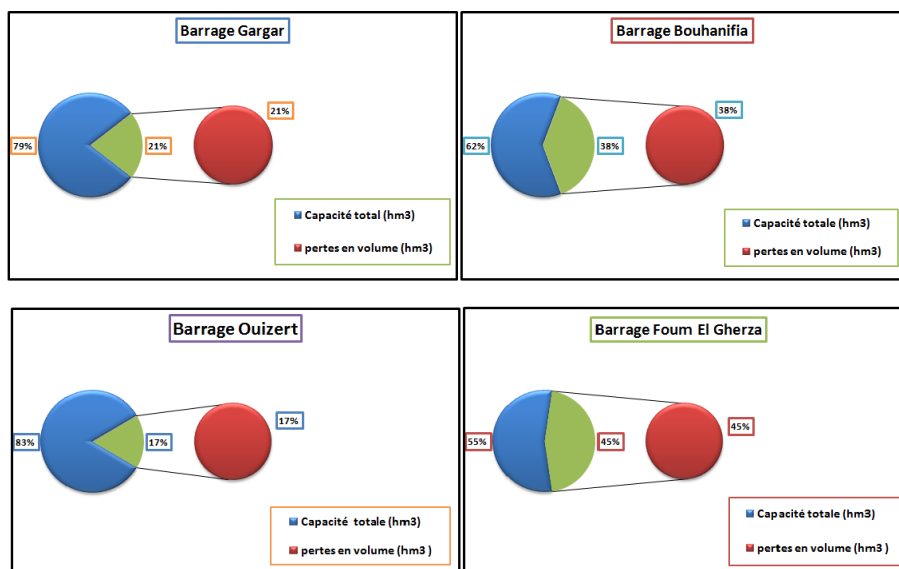 Barrage Gargar
21%
79%
21%
Capacité total (hm3)
pertes en volume (hm3)
Barrage Bouhanifia
38%
62%
38%
Capacité totale (hm3)
pertes en volume (hm3)
Barrage Ouizert
17%
83%
17%
Capacité totale (hm3)
pertes en volume (hm3 )
Barrage Foum El Gherza
45%
55%
45%
Capacité totale (hm3)
pertes en volume (hm3 )